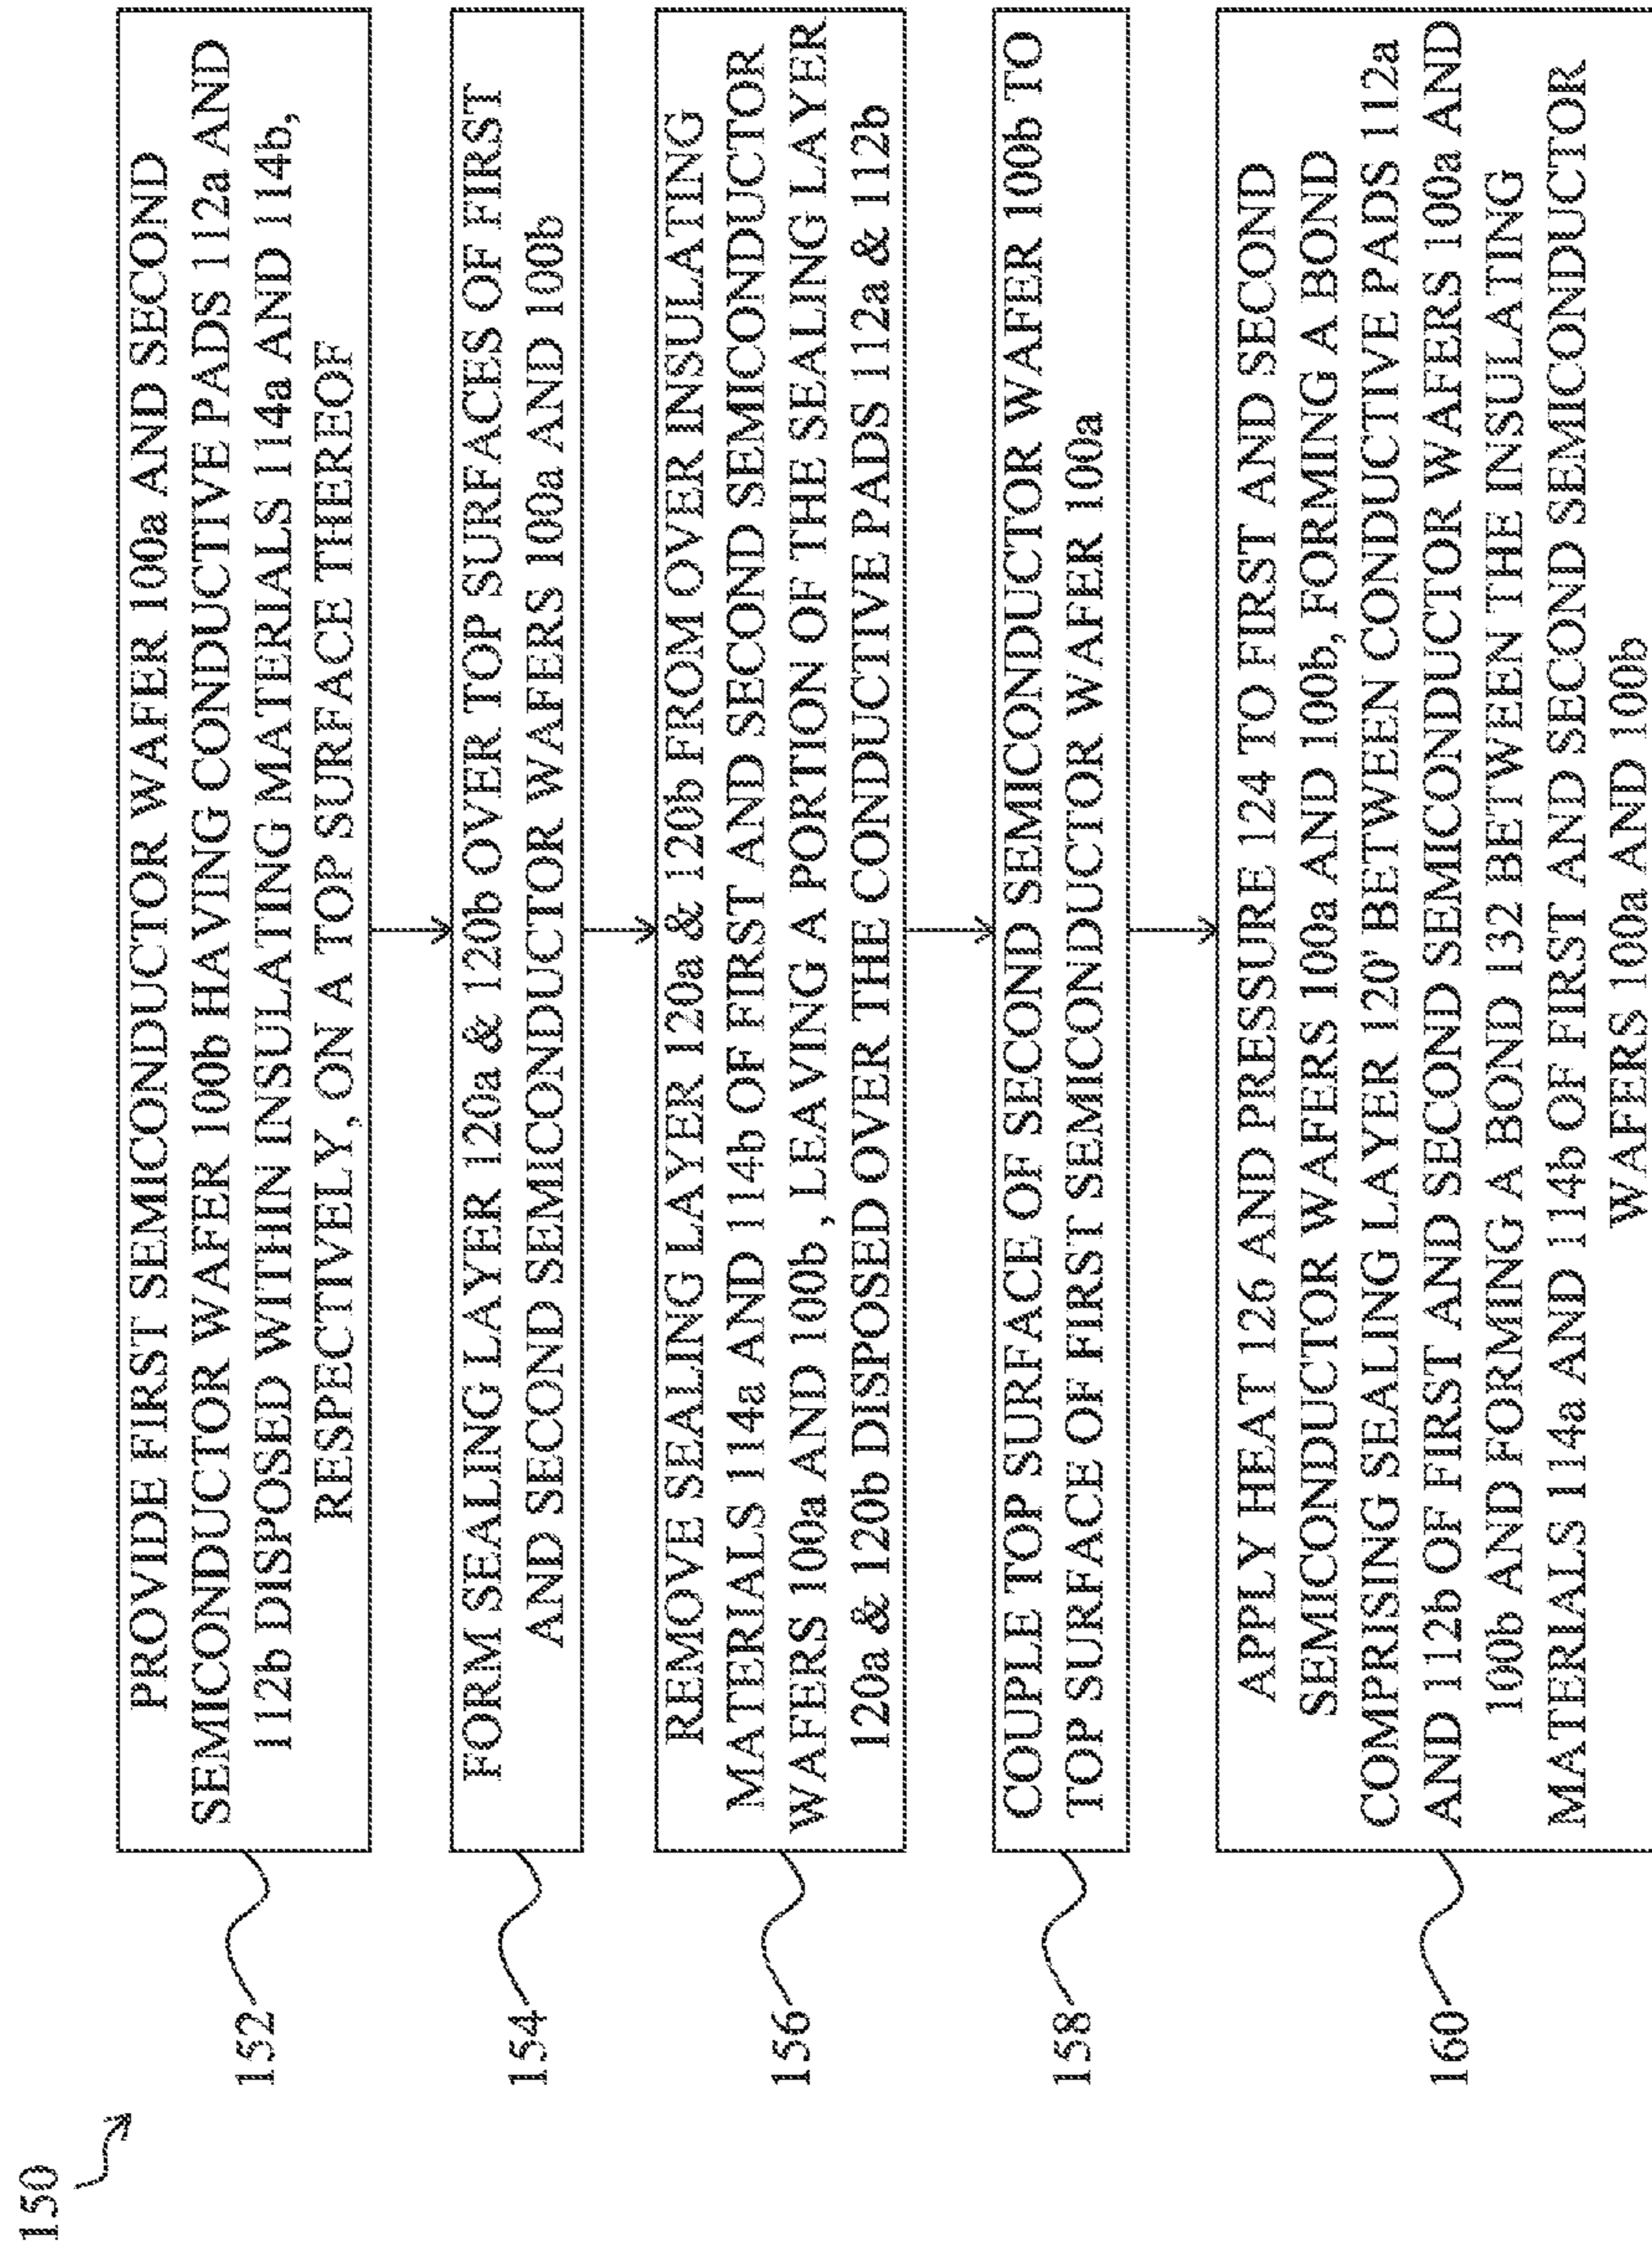 150
152
PROVIDE FIRST SEMICONDUCTOR WAFER 100a AND SECOND
SEMICONDUCTOR WAFER 100b HAVING CONDUCTIVE PADS 112a AND
112b DISPOSED WITHIN INSULATING MATERIALS 114a AND 114b,
RESPECTIVELY, ON A TOP SURFACE THEREOF
154
FORM SEALING LAYER 120a & 120b OVER TOP SURFACES OF FIRST
AND SECOND SEMICONDUCTOR WAFERS 100a AND 100b
156
REMOVE SEALING LAYER 120a & 120b FROM OVER INSULATING
MATERIALS 114a AND 114b OF FIRST AND SECOND SEMICONDUCTOR
WAFERS 100a AND 100b , LEAVING A PORTION OF THE SEALING LAYER
120a & 120b DISPOSED OVER THE CONDUCTIVE PADS 112a & 112b
158
COUPLE TOP SURFACE OF SECOND SEMICONDUCTOR WAFER 100b TO
TOP SURFACE OF FIRST SEMICONDUCTOR WAFER 100a
160
APPLY HEAT 126 AND PRESSURE 124 TO FIRST AND SECOND
SEMICONDUCTOR WAFERS 100a AND 100b, FORMING A BOND
COMPRISING SEALING LAYER 120' BETWEEN CONDUCTIVE PADS 112a
AND 112b OF FIRST AND SECOND SEMICONDUCTOR WAFERS 100a AND
100b AND FORMING A BOND 132 BETWEEN THE INSULATING
MATERIALS 114a AND 114b OF FIRST AND SECOND SEMICONDUCTOR
WAFERS 100a AND 100b